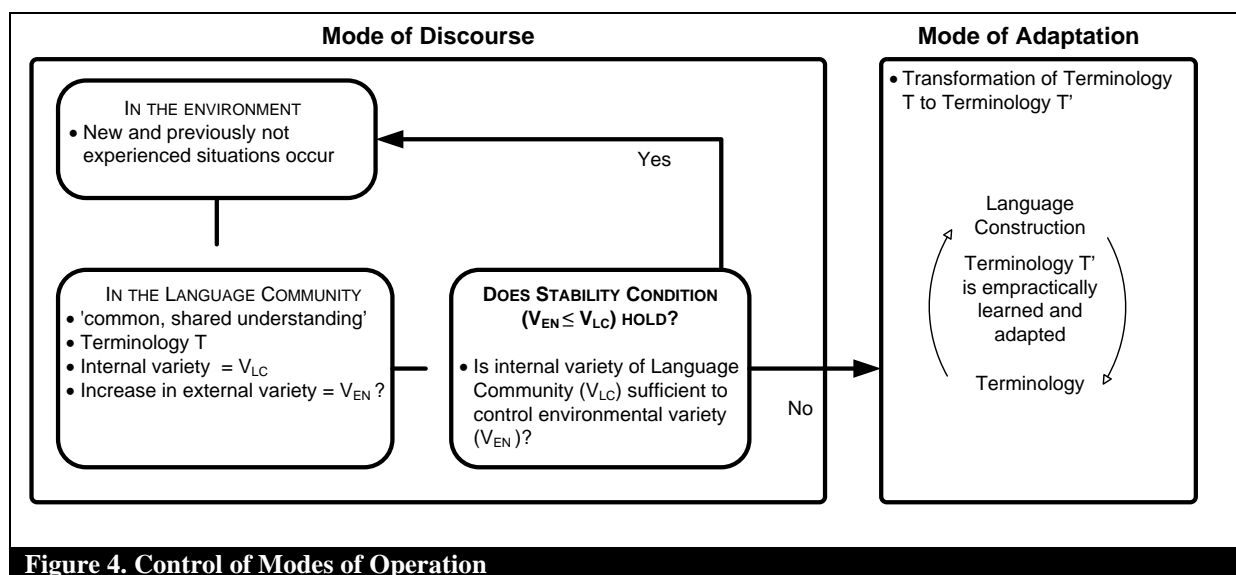 Mode of Discourse
Mode of Adaptation
IN THE ENVIRONMENT
• New and previously not
experienced situations occur
Yes
IN THE LANGUAGE COMMUNITY
• 'common, shared understanding’
• Terminology T
• Internal variety = VLC
• Increase in external variety = VEN ?
DOES STABILITY CONDITION
(VEN ≤ VLC) HOLD?
• Is internal variety of Language
Community (VLC) sufficient to
control environmental variety
(VEN )?
No
• Transformation of Terminology
T to Terminology T’
Language
Construction
Terminology T’
is empractically
learned and
adapted
Terminology
Figure 4. Control of Modes of Operation